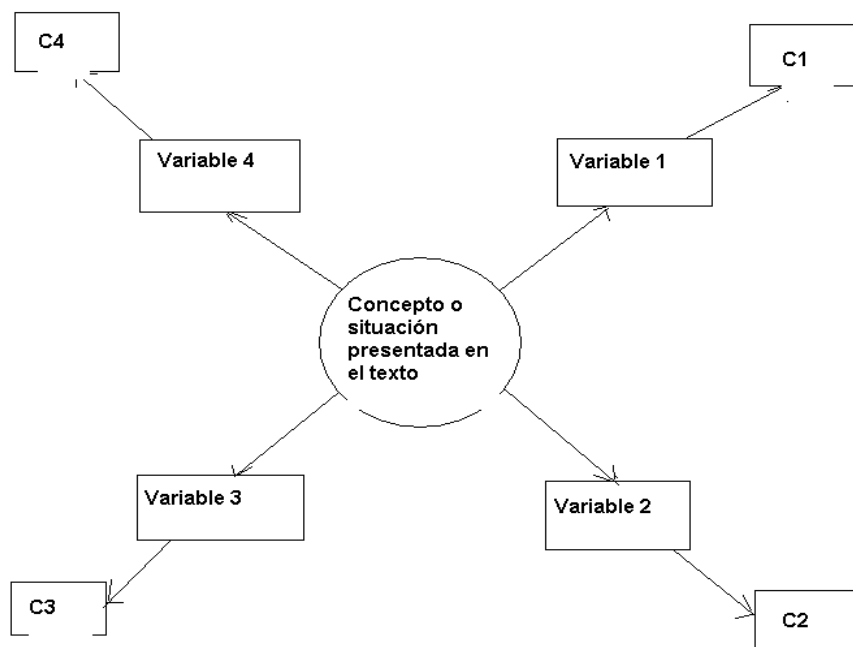 C4
C1
Variable 4
Variable 1
Concepto o
situación
presentada en
el texto
Variable 3
Variable 2
C3
C2